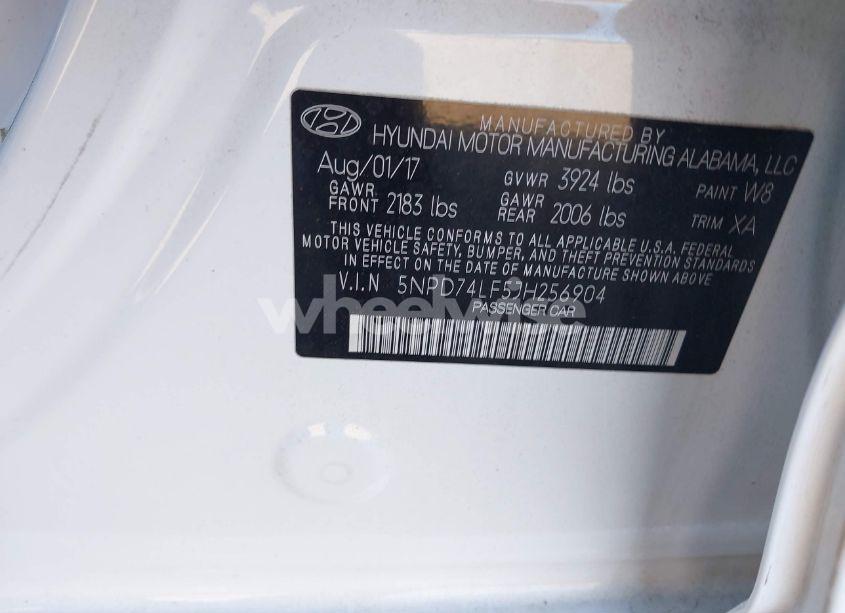 MANUFACTURED BY
HYUNDAI MOTOR MANUFACTURING ALABAMA, LLC
Aug/01/17 GVWR 3924 lbs PAINT W8
GAWR FRONT 2183 lbs GAWR REAR 2006 lbs TRIM XA
THIS VEHICLE CONFORMS TO ALL APPLICABLE U.S.A. FEDERAL
MOTOR VEHICLE SAFETY, BUMPER, AND THEFT PREVENTION STANDARDS
IN EFFECT ON THE DATE OF MANUFACTURE SHOWN ABOVE
V.I.N 5NPD74LF5JH256904
PASSENGER CAR
wheelwise